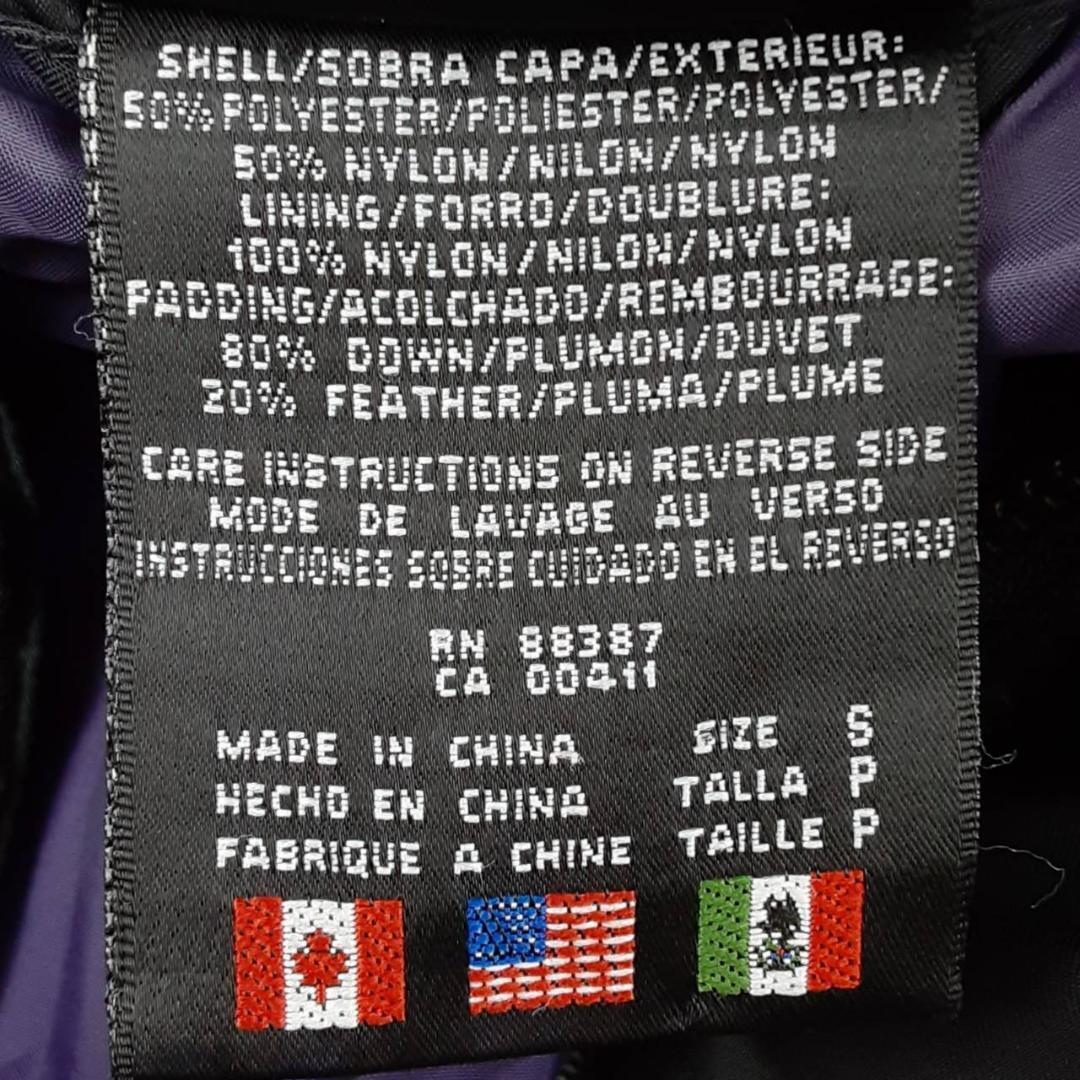 SHELL/SOBRA CAPA/EXTERIEUR:
50% POLYESTER/POLIESTER/POLYESTER/
50% NYLON/NILON/NYLON
LINING/FORRO/DOUBLURE:
100% NYLON/NILON/NYLON
PADDING/ACOLCHADO/REMBOURRAGE:
80% DOWN/PLUMON/DUVET
20% FEATHER/PLUMA/PLUME
CARE INSTRUCTIONS ON REVERSE SIDE
MODE DE LAVAGE AU VERSO
INSTRUCCIONES SOBRE CUIDADO EN EL REVERSO
RN 88387
CA 00411
MADE IN CHINA SIZE S
HECHO EN CHINA TALLA P
FABRIQUE A CHINE TAILLE P